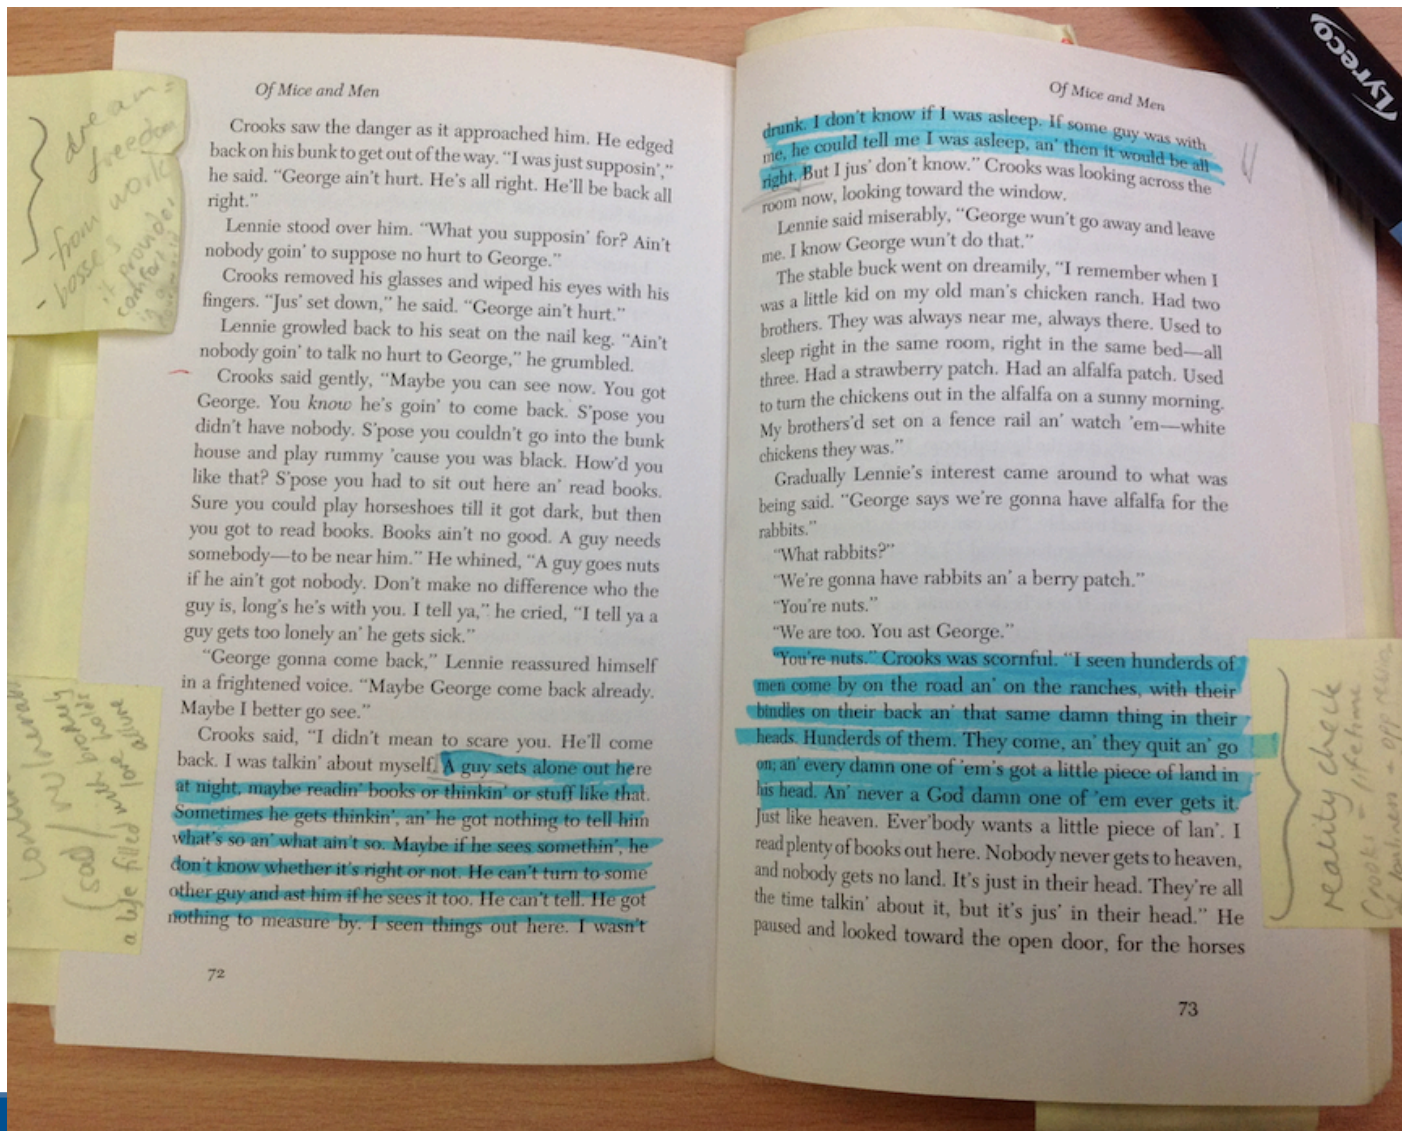 dream =
freedom
from work
bosses
it provides
comfort
Of Mice and Men
Crooks saw the danger as it approached him. He edged
back on his bunk to get out of the way. “I was just supposin’,”
he said. “George ain’t hurt. He’s all right. He’ll be back all
right.”
Lennie stood over him. “What you supposin’ for? Ain’t
nobody goin’ to suppose no hurt to George.”
Crooks removed his glasses and wiped his eyes with his
fingers. “Jus’ set down,” he said. “George ain’t hurt.”
Lennie growled back to his seat on the nail keg. “Ain’t
nobody goin’ to talk no hurt to George,” he grumbled.
Crooks said gently, “Maybe you can see now. You got
George. You know he’s goin’ to come back. S’pose you
didn’t have nobody. S’pose you couldn’t go into the bunk
house and play rummy ’cause you was black. How’d you
like that? S’pose you had to sit out here an’ read books.
Sure you could play horseshoes till it got dark, but then
you got to read books. Books ain’t no good. A guy needs
somebody—to be near him.” He whined, “A guy goes nuts
if he ain’t got nobody. Don’t make no difference who the
guy is, long’s he’s with you. I tell ya,” he cried, “I tell ya a
guy gets too lonely an’ he gets sick.”
“George gonna come back,” Lennie reassured himself
in a frightened voice. “Maybe George come back already.
Maybe I better go see.”
Crooks said, “I didn’t mean to scare you. He’ll come
back. I was talkin’ about myself. A guy sets alone out here
at night, maybe readin’ books or thinkin’ or stuff like that.
Sometimes he gets thinkin’, an’ he got nothing to tell him
what’s so an’ what ain’t so. Maybe if he sees somethin’, he
don’t know whether it’s right or not. He can’t turn to some
other guy and ast him if he sees it too. He can’t tell. He got
nothing to measure by. I seen things out here. I wasn’t
72
(sad/
a life filled with
love
allure
Of Mice and Men
drunk. I don’t know if I was asleep. If some guy was with
me, he could tell me I was asleep, an’ then it would be all
right. But I jus’ don’t know.” Crooks was looking across the
room now, looking toward the window.
Lennie said miserably, “George wun’t go away and leave
me. I know George wun’t do that.”
The stable buck went on dreamily, “I remember when I
was a little kid on my old man’s chicken ranch. Had two
brothers. They was always near me, always there. Used to
sleep right in the same room, right in the same bed—all
three. Had a strawberry patch. Had an alfalfa patch. Used
to turn the chickens out in the alfalfa on a sunny morning.
My brothers’d set on a fence rail an’ watch ’em—white
chickens they was.”
Gradually Lennie’s interest came around to what was
being said. “George says we’re gonna have alfalfa for the
rabbits.”
“What rabbits?”
“We’re gonna have rabbits an’ a berry patch.”
“You’re nuts.”
“We are too. You ast George.”
“You’re nuts.” Crooks was scornful. “I seen hunderds of
men come by on the road an’ on the ranches, with their
bindles on their back an’ that same damn thing in their
heads. Hunderds of them. They come, an’ they quit an’ go
on; an’ every damn one of ’em’s got a little piece of land in
his head. An’ never a God damn one of ’em ever gets it.
Just like heaven. Ever’body wants a little piece of lan’. I
read plenty of books out here. Nobody never gets to heaven,
and nobody gets no land. It’s just in their head. They’re all
the time talkin’ about it, but it’s jus’ in their head.” He
paused and looked toward the open door, for the horses
73
reality check
Crooks = lifetime
Lyreco